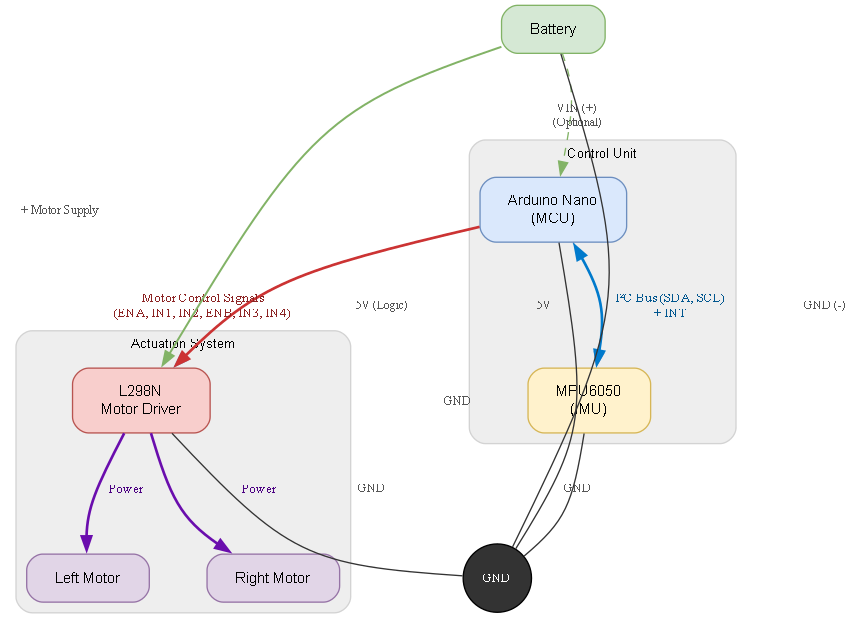 Battery
VIN (+)
(Optional)
Control Unit
Arduino Nano
(MCU)
+ Motor Supply
Motor Control Signals
(ENA, IN1, IN2, ENB, IN3, IN4)
5V (Logic)
5V
I²C Bus (SDA, SCL)
+ INT
GND (-)
Actuation System
L298N
Motor Driver
GND
MPU6050
(IMU)
Power
Power
GND
GND
Left Motor
Right Motor
GND